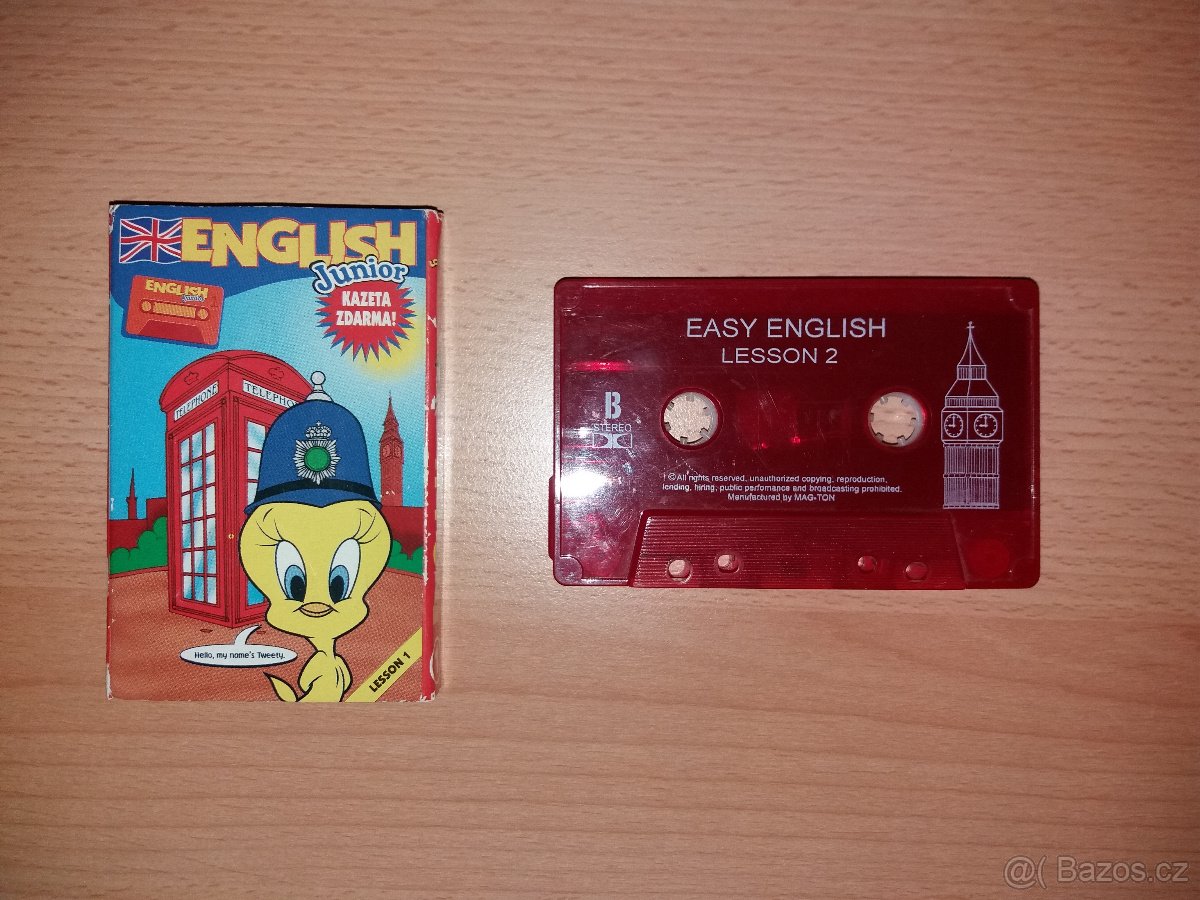 ENGLISH
Junior
KAZETA
ZDARMA!
ENGLISH
Junior
TELEPHONE
TELEPHO
Hello, my name's Tweety.
LESSON 1
EASY ENGLISH
LESSON 2
B
STEREO
© All rights reserved, unauthorized copying, reproduction,
lending, hiring, public perfomance and broadcasting prohibited.
Manufactured by MAG-TON
@( Bazos.cz